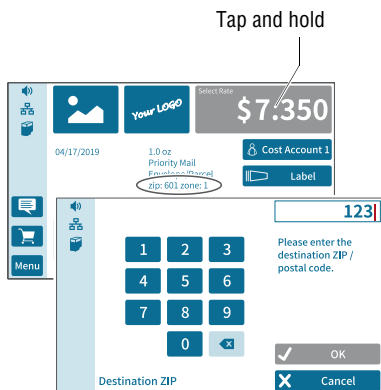 Tap and hold
Select Rate
$7.350
Your LOGO
04/17/2019
1.0 oz
Priority Mail
Envelope/Parcel
zip: 601 zone: 1
Cost Account 1
Label
Menu
123
Please enter the
destination ZIP /
postal code.
1 2 3
4 5 6
7 8 9
0
OK
Destination ZIP
Cancel